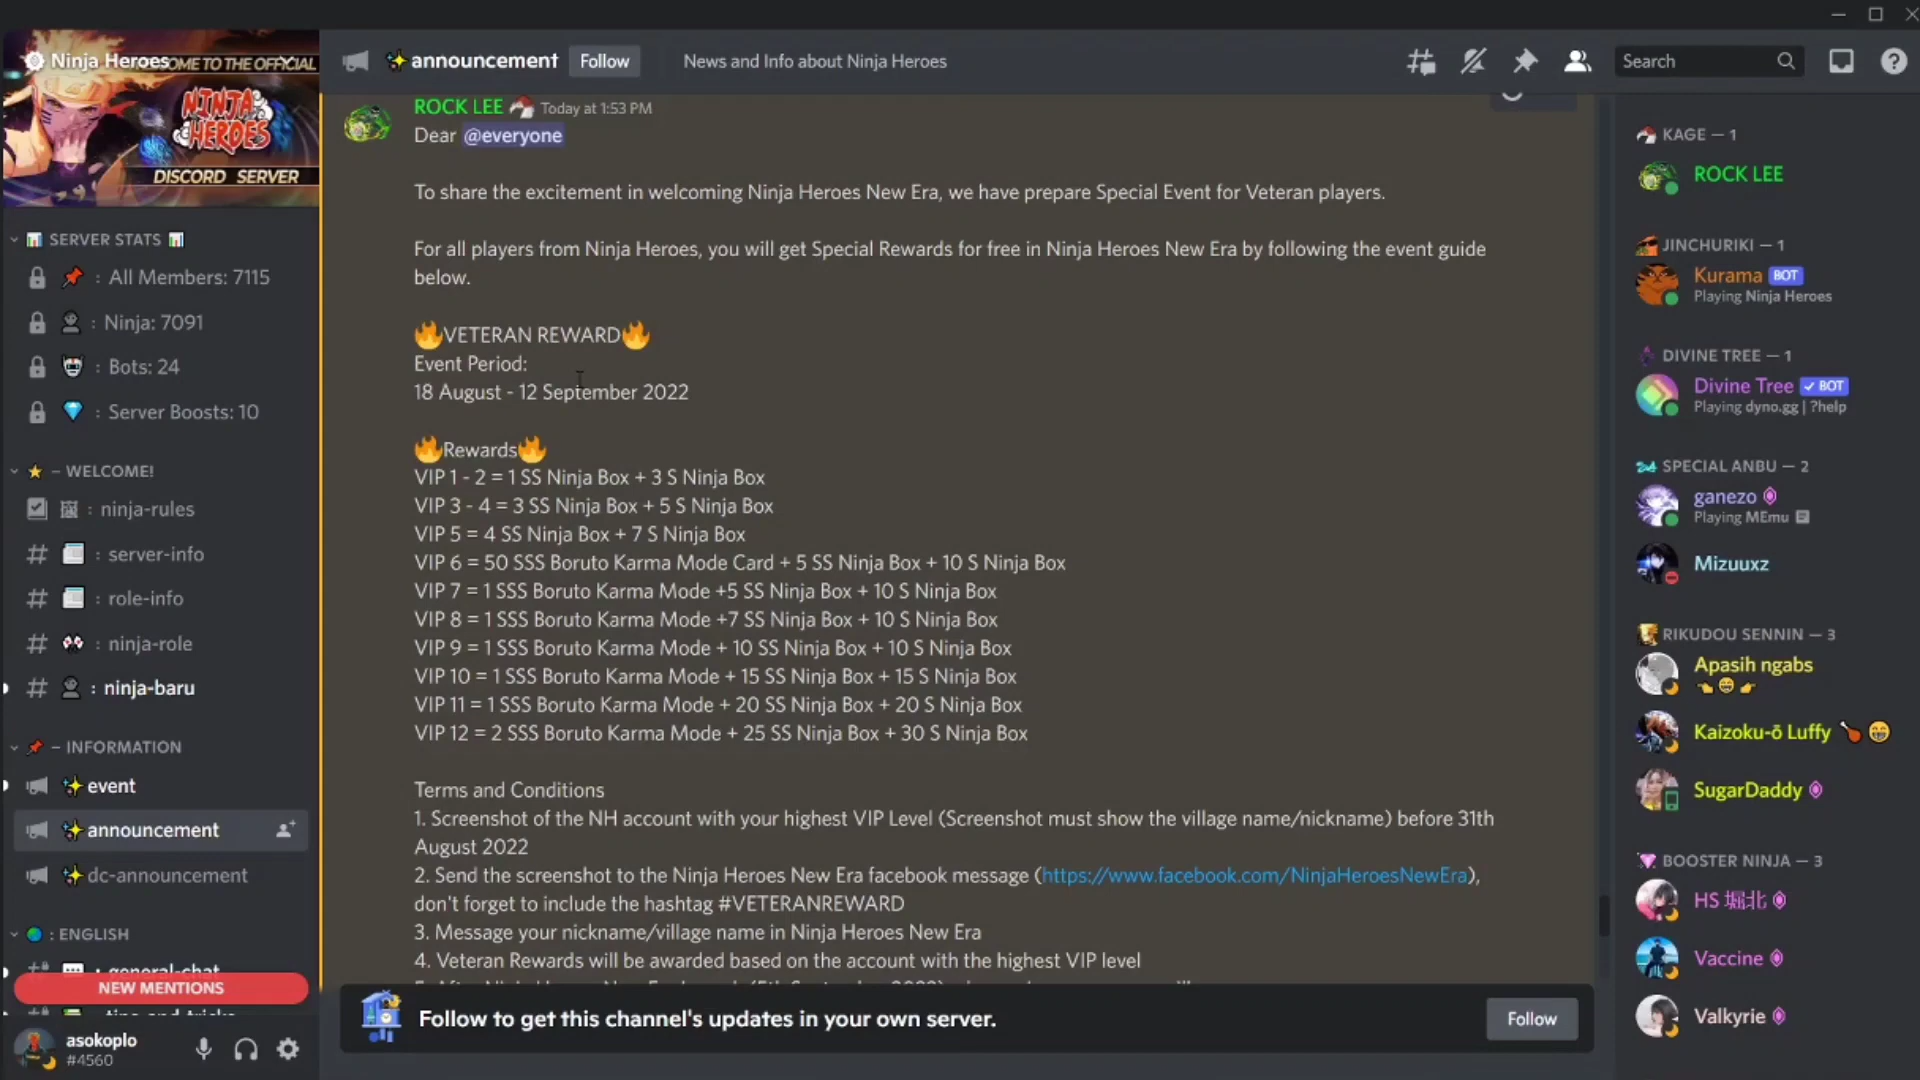 Ninja Heroes
OME TO THE OFFICIAL
NINJA
HEROES
DISCORD SERVER
SERVER STATS
: All Members: 7115
: Ninja: 7091
: Bots: 24
: Server Boosts: 10
– WELCOME!
: ninja-rules
: server-info
: role-info
: ninja-role
: ninja-baru
– INFORMATION
event
announcement
dc-announcement
: ENGLISH
: general-chat
NEW MENTIONS
tips-and-tricks
asokoplo
#4560
announcement
Follow
News and Info about Ninja Heroes
Search
ROCK LEE Today at 1:53 PM
Dear @everyone
To share the excitement in welcoming Ninja Heroes New Era, we have prepare Special Event for Veteran players.
For all players from Ninja Heroes, you will get Special Rewards for free in Ninja Heroes New Era by following the event guide
below.
🔥VETERAN REWARD🔥
Event Period:
18 August - 12 September 2022
🔥Rewards🔥
VIP 1 - 2 = 1 SS Ninja Box + 3 S Ninja Box
VIP 3 - 4 = 3 SS Ninja Box + 5 S Ninja Box
VIP 5 = 4 SS Ninja Box + 7 S Ninja Box
VIP 6 = 50 SSS Boruto Karma Mode Card + 5 SS Ninja Box + 10 S Ninja Box
VIP 7 = 1 SSS Boruto Karma Mode +5 SS Ninja Box + 10 S Ninja Box
VIP 8 = 1 SSS Boruto Karma Mode +7 SS Ninja Box + 10 S Ninja Box
VIP 9 = 1 SSS Boruto Karma Mode + 10 SS Ninja Box + 10 S Ninja Box
VIP 10 = 1 SSS Boruto Karma Mode + 15 SS Ninja Box + 15 S Ninja Box
VIP 11 = 1 SSS Boruto Karma Mode + 20 SS Ninja Box + 20 S Ninja Box
VIP 12 = 2 SSS Boruto Karma Mode + 25 SS Ninja Box + 30 S Ninja Box
Terms and Conditions
1. Screenshot of the NH account with your highest VIP Level (Screenshot must show the village name/nickname) before 31th
August 2022
2. Send the screenshot to the Ninja Heroes New Era facebook message (https://www.facebook.com/NinjaHeroesNewEra),
don't forget to include the hashtag #VETERANREWARD
3. Message your nickname/village name in Ninja Heroes New Era
4. Veteran Rewards will be awarded based on the account with the highest VIP level
Follow to get this channel's updates in your own server.
Follow
KAGE — 1
ROCK LEE
JINCHURIKI — 1
Kurama BOT
Playing Ninja Heroes
DIVINE TREE — 1
Divine Tree ✓ BOT
Playing dyno.gg | ?help
SPECIAL ANBU — 2
ganezo
Playing MEmu
Mizuuxz
RIKUDOU SENNIN — 3
Apasih ngabs
Kaizoku-ō Luffy
SugarDaddy
BOOSTER NINJA — 3
HS 堀北
Vaccine
Valkyrie